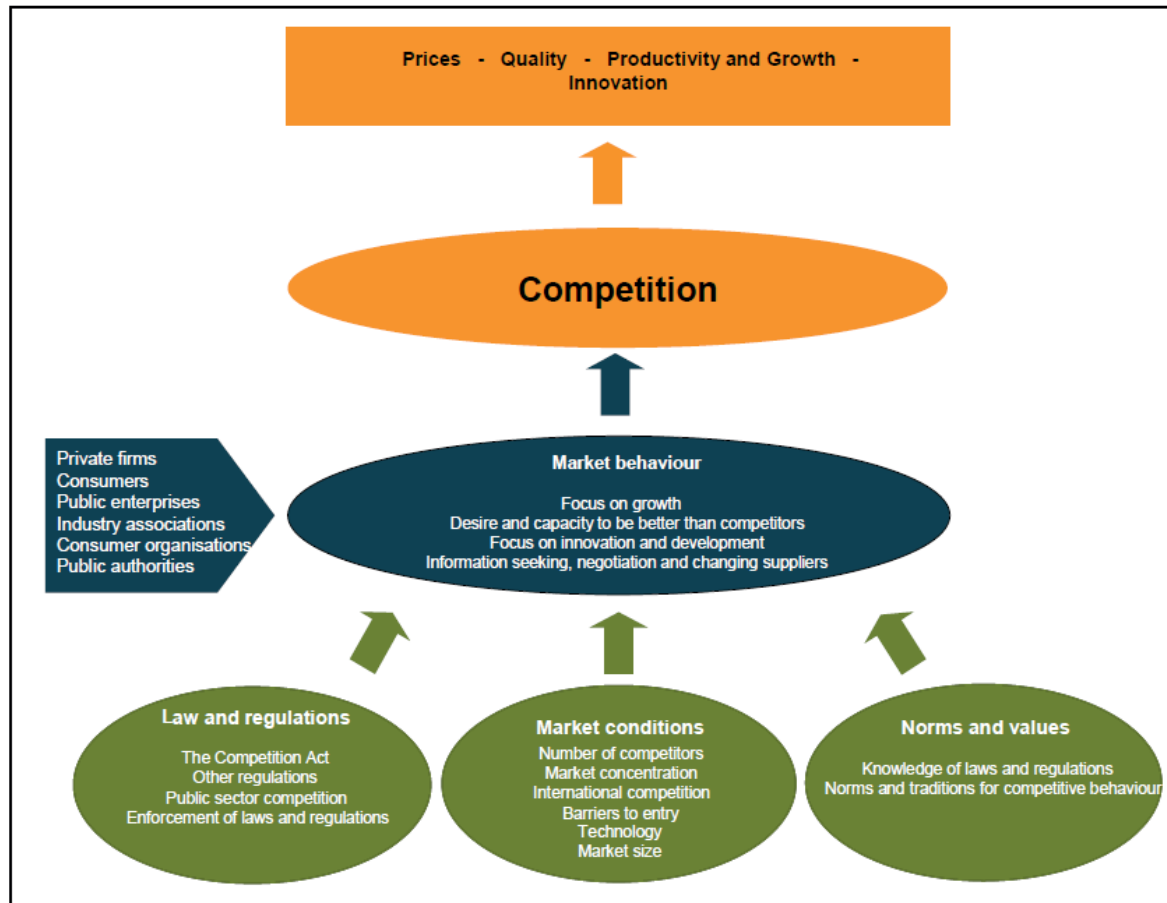 Prices - Quality - Productivity and Growth -
Innovation
Competition
Private firms
Consumers
Public enterprises
Industry associations
Consumer organisations
Public authorities
Market behaviour
Focus on growth
Desire and capacity to be better than competitors
Focus on innovation and development
Information seeking, negotiation and changing suppliers
Law and regulations
The Competition Act
Other regulations
Public sector competition
Enforcement of laws and regulations
Market conditions
Number of competitors
Market concentration
International competition
Barriers to entry
Technology
Market size
Norms and values
Knowledge of laws and regulations
Norms and traditions for competitive behaviour